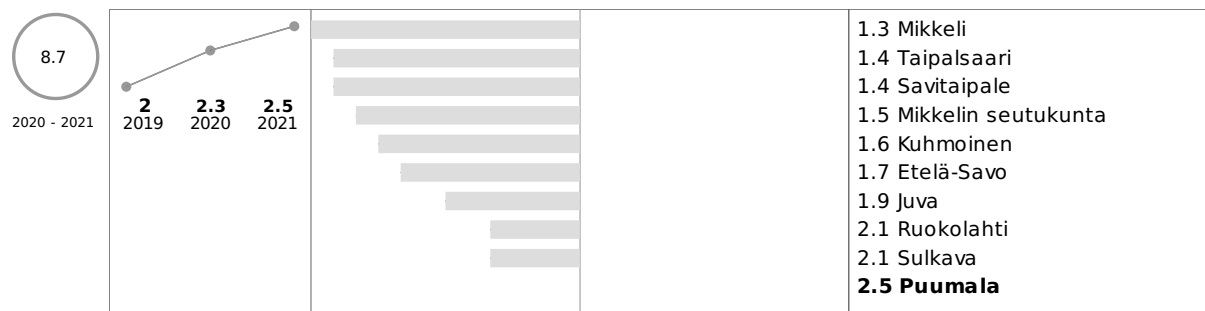 8.7
2020 - 2021
2 2.3 2.5
2019 2020 2021
1.3 Mikkeli
1.4 Taipalsaari
1.4 Savitaipale
1.5 Mikkelin seutukunta
1.6 Kuhmoinen
1.7 Etelä-Savo
1.9 Juva
2.1 Ruokolahti
2.1 Sulkava
2.5 Puumala